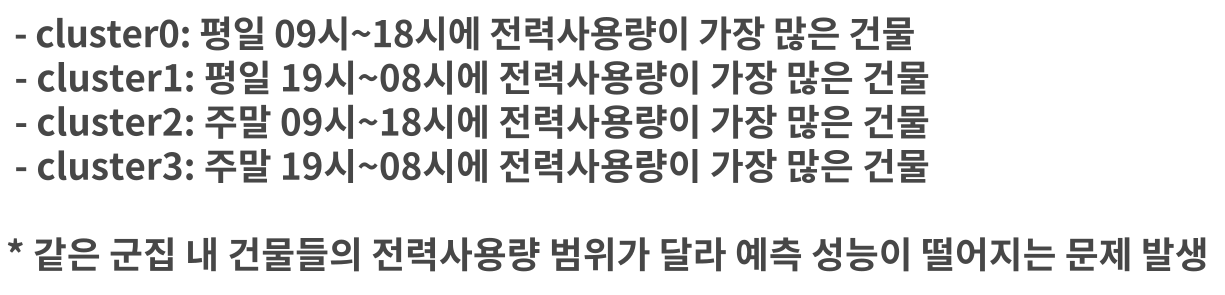 - cluster0: 평일 09시~18시에 전력사용량이 가장 많은 건물
- cluster1: 평일 19시~08시에 전력사용량이 가장 많은 건물
- cluster2: 주말 09시~18시에 전력사용량이 가장 많은 건물
- cluster3: 주말 19시~08시에 전력사용량이 가장 많은 건물
* 같은 군집 내 건물들의 전력사용량 범위가 달라 예측 성능이 떨어지는 문제 발생